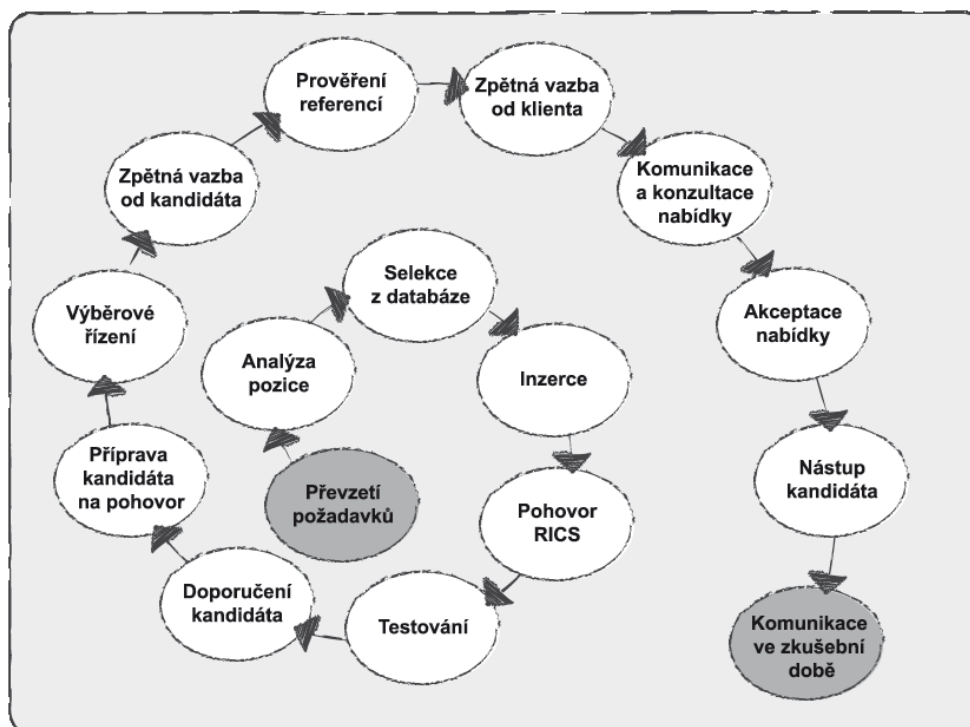 Převzetí
požadavků
Analýza
pozice
Selekce
z databáze
Inzerce
Pohovor
RICS
Testování
Doporučení
kandidáta
Příprava
kandidáta
na pohovor
Výběrové
řízení
Zpětná vazba
od kandidáta
Prověření
referencí
Zpětná vazba
od klienta
Komunikace
a konzultace
nabídky
Akceptace
nabídky
Nástup
kandidáta
Komunikace
ve zkušební
době